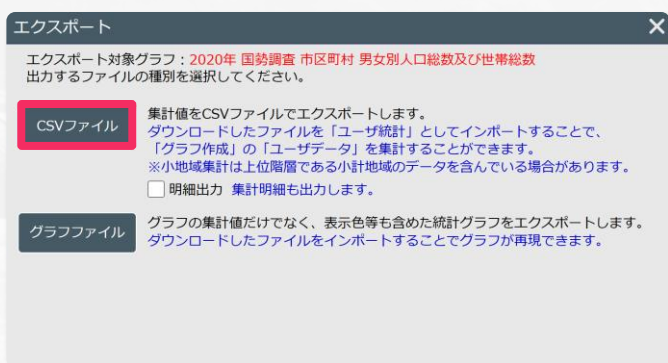 エクスポート
エクスポート対象グラフ：2020年 国勢調査 市区町村 男女別人口総数及び世帯総数
出力するファイルの種別を選択してください。
CSVファイル
集計値をCSVファイルでエクスポートします。
ダウンロードしたファイルを「ユーザ統計」としてインポートすることで、
「グラフ作成」の「ユーザデータ」を集計することができます。
※小地域集計は上位階層である小計地域のデータを含んでいる場合があります。
明細出力 集計明細も出力します。
グラフファイル
グラフの集計値だけでなく、表示色等も含めた統計グラフをエクスポートします。
ダウンロードしたファイルをインポートすることでグラフが再現できます。